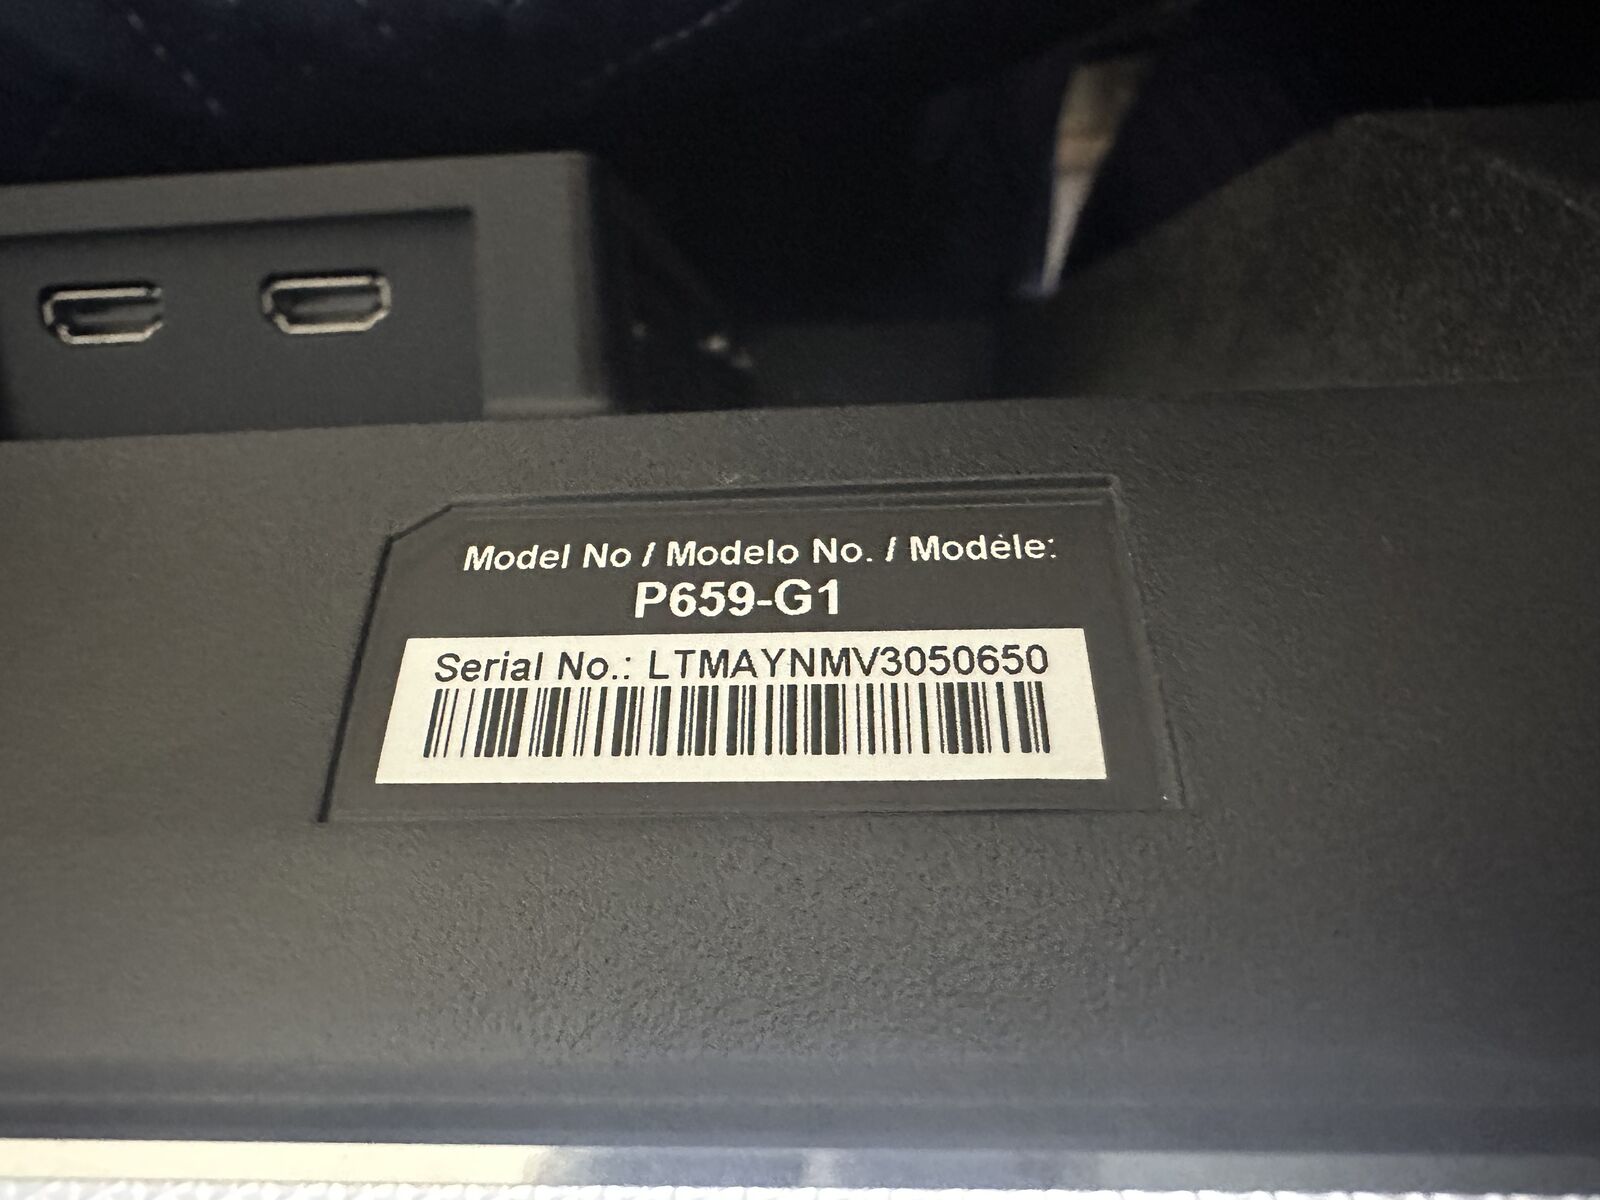 Model No / Modelo No. / Modèle:
P659-G1
Serial No.: LTMAYNMV3050650